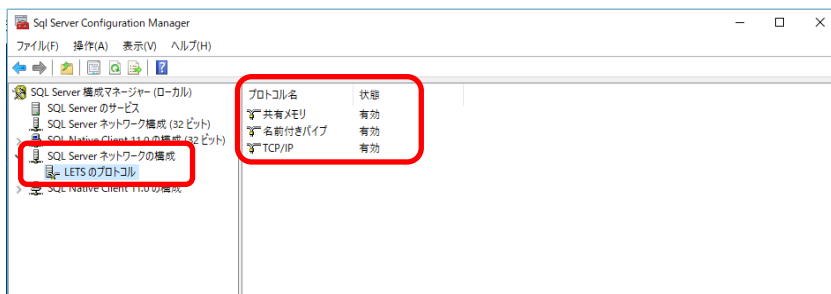 Sql Server Configuration Manager
ファイル(F) 操作(A) 表示(V) ヘルプ(H)
SQL Server 構成マネージャー (ローカル)
SQL Server のサービス
SQL Server ネットワーク構成 (32 ビット)
SQL Native Client 11.0 の構成 (32 ビット)
SQL Server ネットワークの構成
LETS のプロトコル
SQL Native Client 11.0 の構成
プロトコル名 状態
共有メモリ 有効
名前付きパイプ 有効
TCP/IP 有効